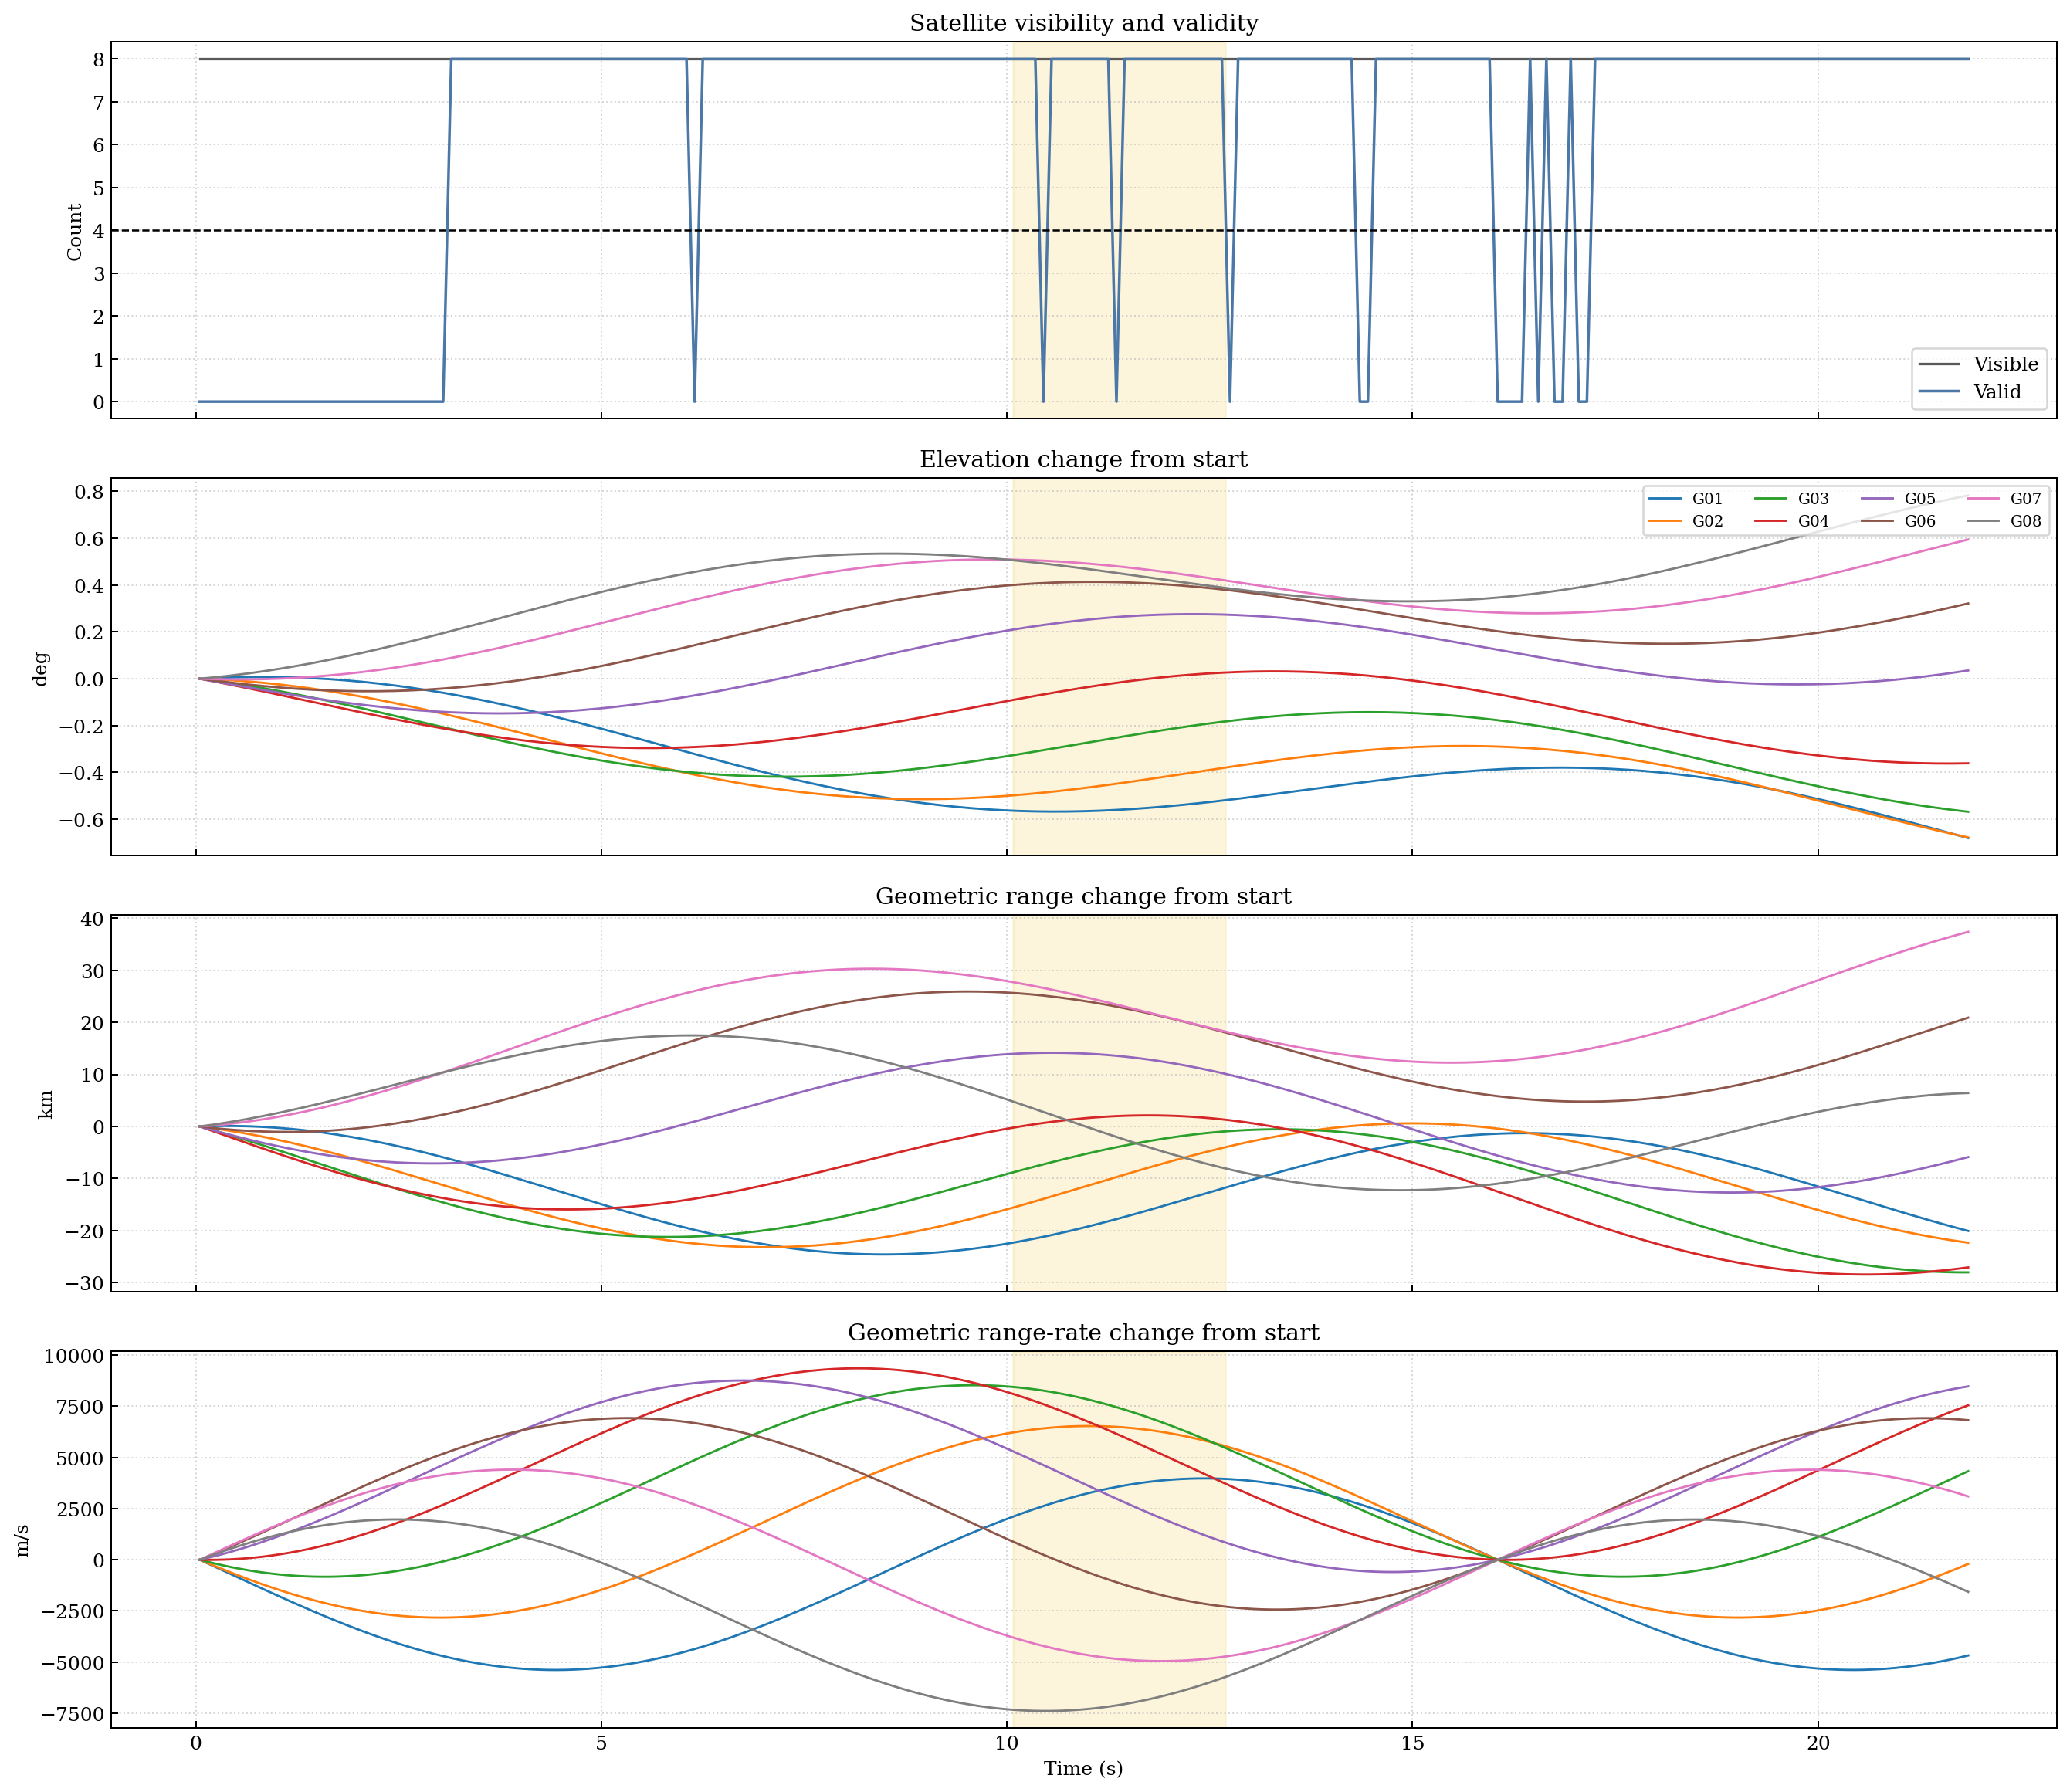 Satellite visibility and validity
8
7
6
5
4
3
2
1
0
Count
Visible
Valid
Elevation change from start
0.8
0.6
0.4
0.2
0.0
−0.2
−0.4
−0.6
deg
G01 G03 G05 G07
G02 G04 G06 G08
Geometric range change from start
40
30
20
10
0
−10
−20
−30
km
Geometric range-rate change from start
10000
7500
5000
2500
0
−2500
−5000
−7500
m/s
0 5 10 15 20
Time (s)